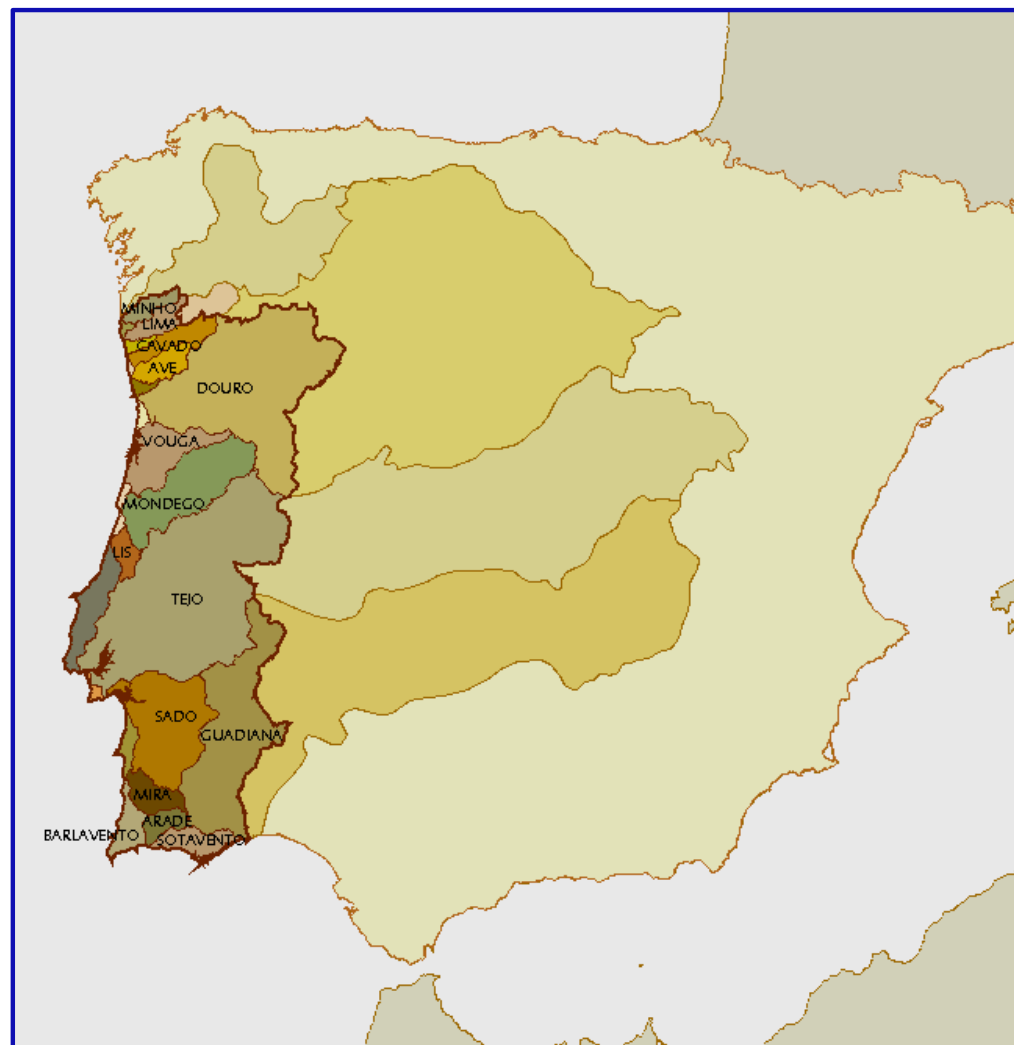 MINHO
LIMA
CAVADO
AVE
DOURO
VOUGA
MONDEGO
LIS
TEJO
SADO
GUADIANA
MIRA
ARADE
BARLAVENTO
SOTAVENTO